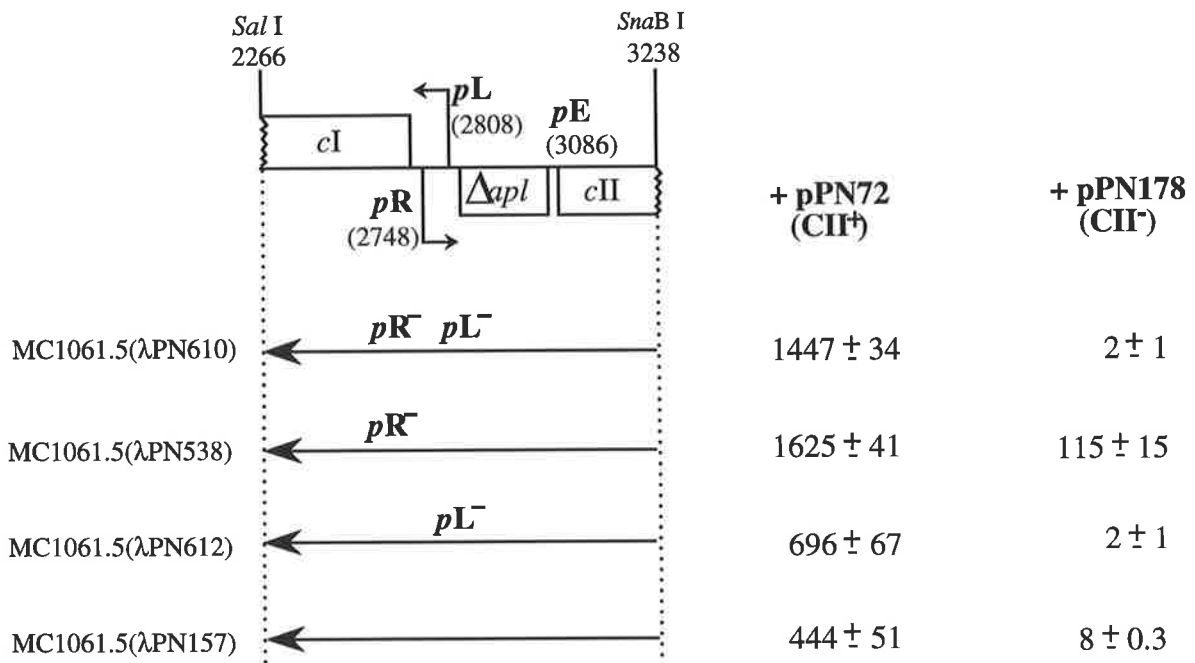 Sal I
2266
SnaB I
3238
pL
(2808)
pE
(3086)
cI
Δapl
cII
pR
(2748)
+ pPN72
(CII⁺)
+ pPN178
(CII⁻)
pR⁻ pL⁻
MC1061.5(λPN610) 1447 ± 34 2 ± 1
pR⁻
MC1061.5(λPN538) 1625 ± 41 115 ± 15
pL⁻
MC1061.5(λPN612) 696 ± 67 2 ± 1
MC1061.5(λPN157) 444 ± 51 8 ± 0.3